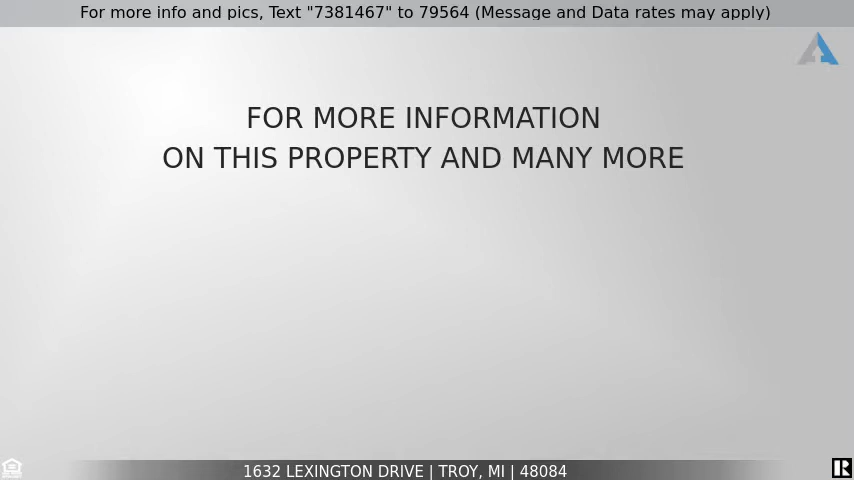 For more info and pics, Text "7381467" to 79564 (Message and Data rates may apply)
FOR MORE INFORMATION
ON THIS PROPERTY AND MANY MORE
1632 LEXINGTON DRIVE | TROY, MI | 48084